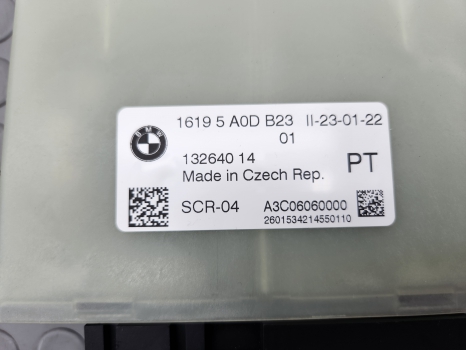 BMW
1619 5 A0D B23 II-23-01-22
01
132640 14
PT
Made in Czech Rep.
SCR-04 A3C06060000
2601534214550110